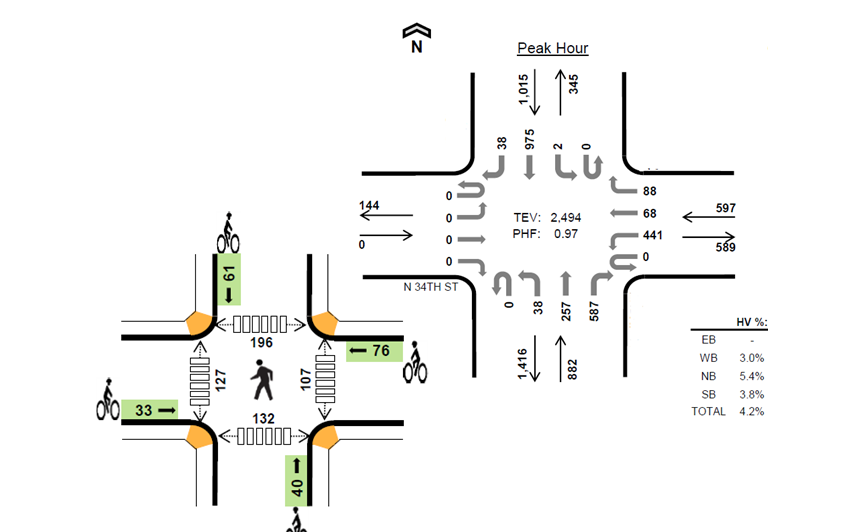 N
Peak Hour
1,015
345
38
975
2
0
144
0
0
0
0
0
TEV: 2,494
PHF: 0.97
88
68
441
0
597
589
N 34TH ST
0
38
257
587
1,416
882
61
196
76
127
107
33
132
40
HV %:
EB -
WB 3.0%
NB 5.4%
SB 3.8%
TOTAL 4.2%